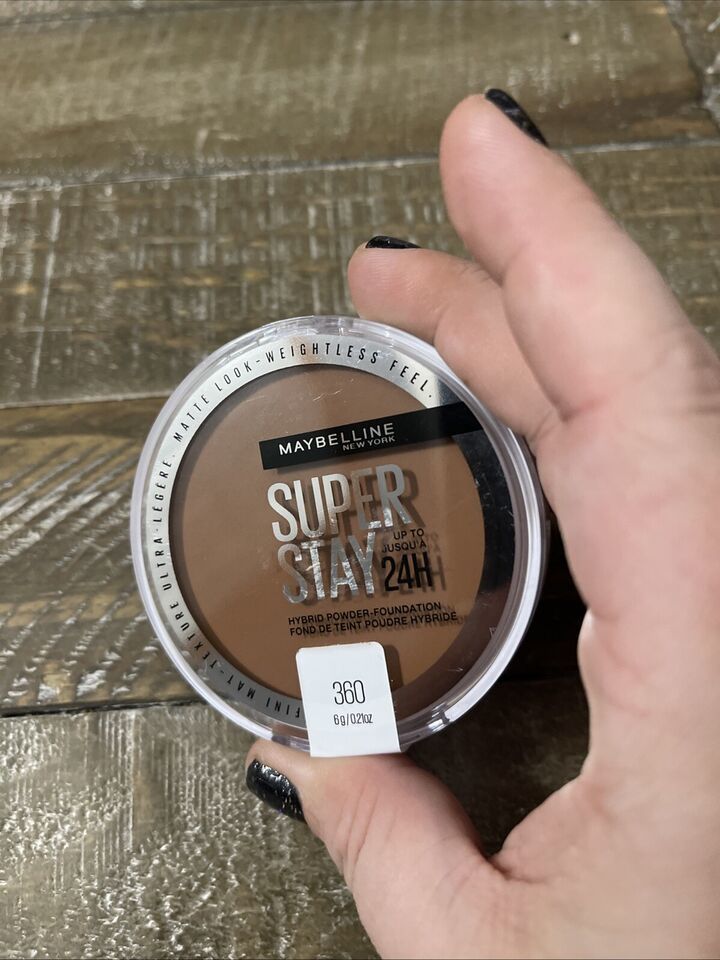 MATTE LOOK-WEIGHTLESS FEEL.
MAYBELLINE
NEW YORK
SUPER
STAY
UP TO
JUSQU'À
24H
HYBRID POWDER-FOUNDATION
FOND DE TEINT POUDRE HYBRIDE
FINI MAT-TEXTURE ULTRA-LÉGÈRE.
360
6g/0.21oz